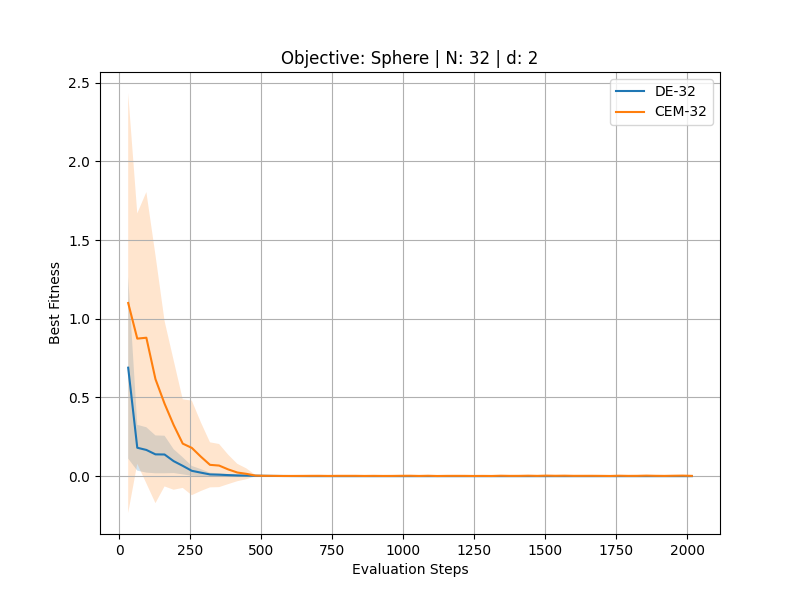 Objective: Sphere | N: 32 | d: 2
DE-32
CEM-32
2.5
2.0
1.5
1.0
0.5
0.0
Best Fitness
0 250 500 750 1000 1250 1500 1750 2000
Evaluation Steps